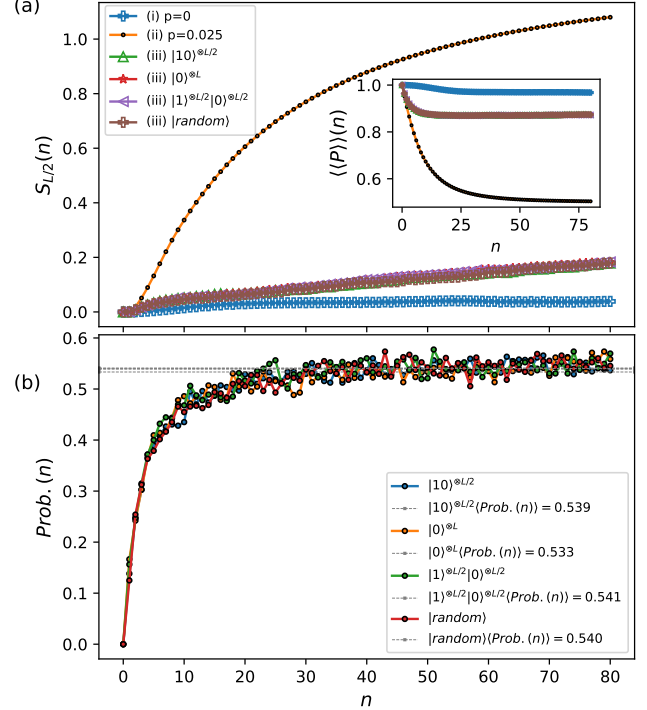 (a)
1.0
0.8
0.6
0.4
0.2
0.0
S_{L/2}(n)
(i) p=0
(ii) p=0.025
(iii) |10⟩^{⊗L/2}
(iii) |0⟩^{⊗L}
(iii) |1⟩^{⊗L/2}|0⟩^{⊗L/2}
(iii) |random⟩
1.0
0.8
0.6
⟨⟨P⟩⟩(n)
0 25 50 75
n
(b)
0.6
0.5
0.4
0.3
0.2
0.1
0.0
Prob.(n)
|10⟩^{⊗L/2}
|10⟩^{⊗L/2}⟨Prob.(n)⟩ = 0.539
|0⟩^{⊗L}
|0⟩^{⊗L}⟨Prob.(n)⟩ = 0.533
|1⟩^{⊗L/2}|0⟩^{⊗L/2}
|1⟩^{⊗L/2}|0⟩^{⊗L/2}⟨Prob.(n)⟩ = 0.541
|random⟩
|random⟩⟨Prob.(n)⟩ = 0.540
0 10 20 30 40 50 60 70 80
n